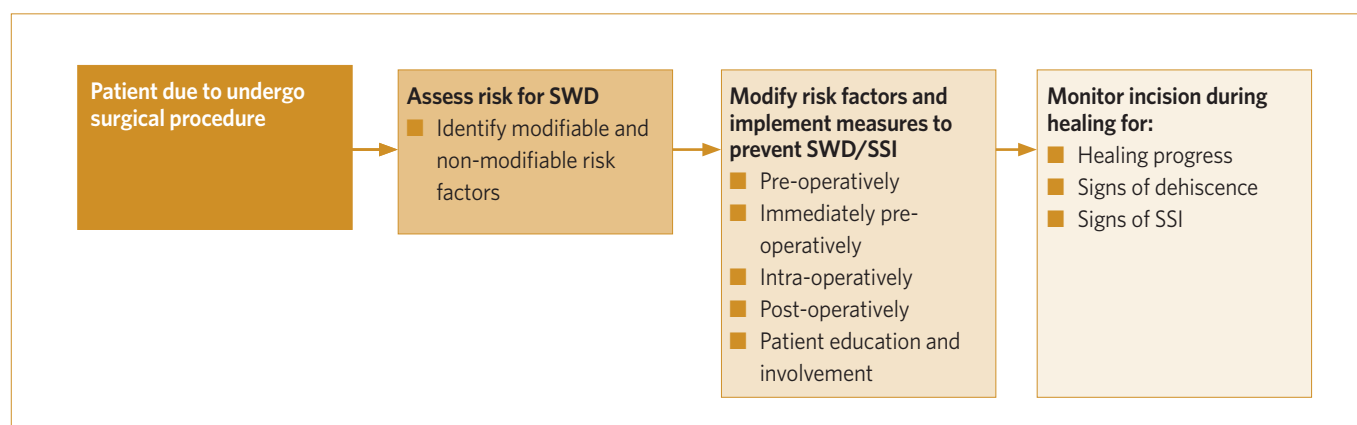 Patient due to undergo
surgical procedure
Assess risk for SWD
Identify modifiable and
non-modifiable risk
factors
Modify risk factors and
implement measures to
prevent SWD/SSI
Pre-operatively
Immediately pre-
operatively
Intra-operatively
Post-operatively
Patient education and
involvement
Monitor incision during
healing for:
Healing progress
Signs of dehiscence
Signs of SSI